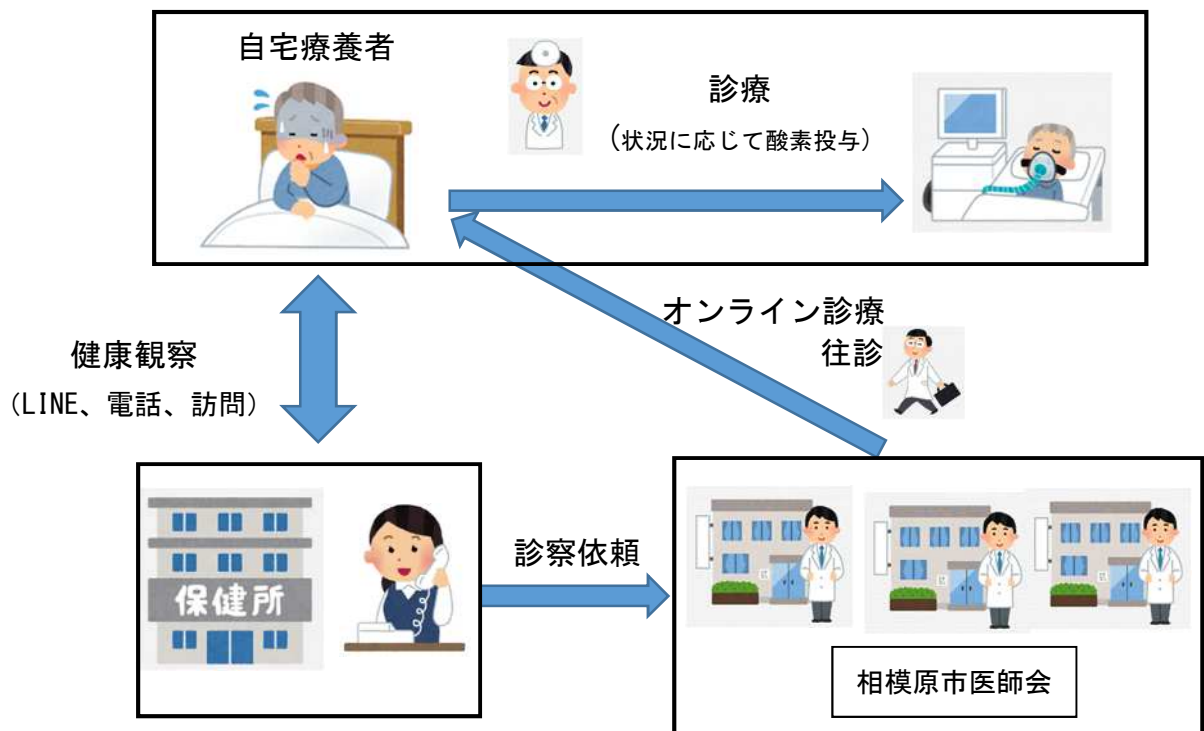 自宅療養者
診療
(状況に応じて酸素投与)
オンライン診療
往診
健康観察
(LINE、電話、訪問)
保健所
診察依頼
相模原市医師会